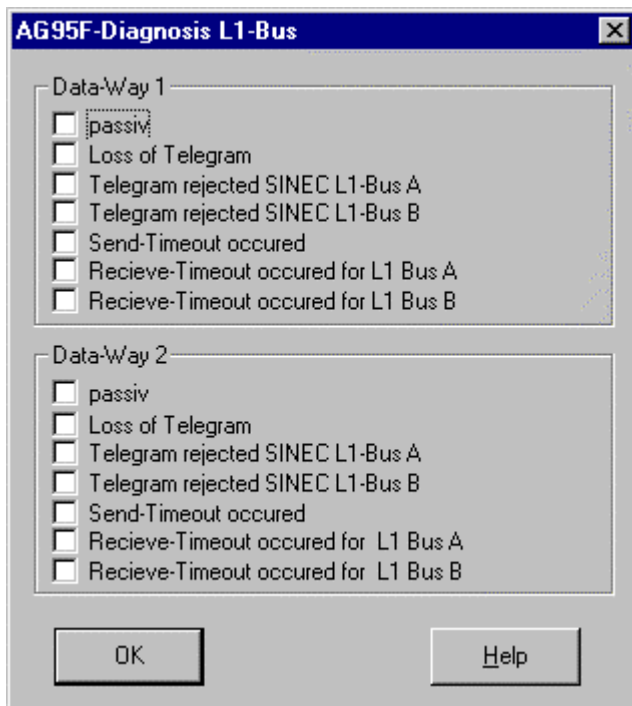 AG95F-Diagnosis L1-Bus
Data-Way 1
passiv
Loss of Telegram
Telegram rejected SINEC L1-Bus A
Telegram rejected SINEC L1-Bus B
Send-Timeout occured
Recieve-Timeout occured for L1 Bus A
Recieve-Timeout occured for L1 Bus B
Data-Way 2
passiv
Loss of Telegram
Telegram rejected SINEC L1-Bus A
Telegram rejected SINEC L1-Bus B
Send-Timeout occured
Recieve-Timeout occured for  L1 Bus A
Recieve-Timeout occured for  L1 Bus B
OK
Help